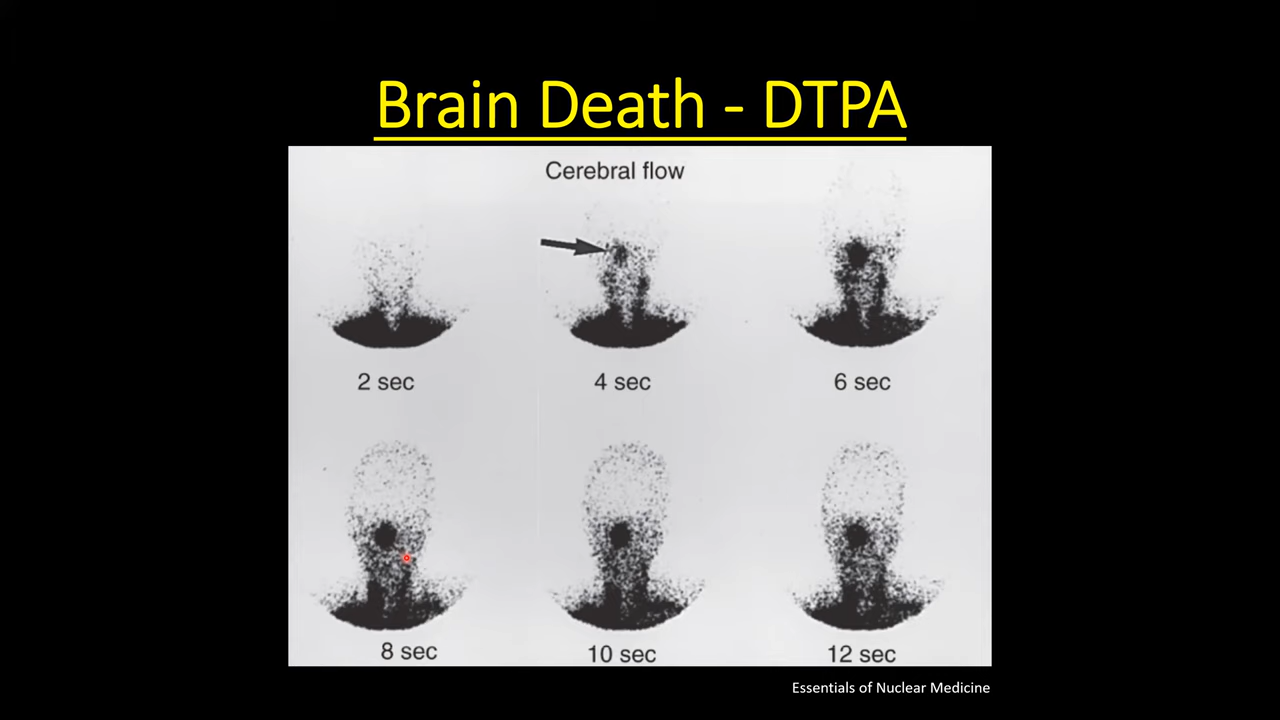 Brain Death - DTPA
Cerebral flow
2 sec
4 sec
6 sec
8 sec
10 sec
12 sec
Essentials of Nuclear Medicine